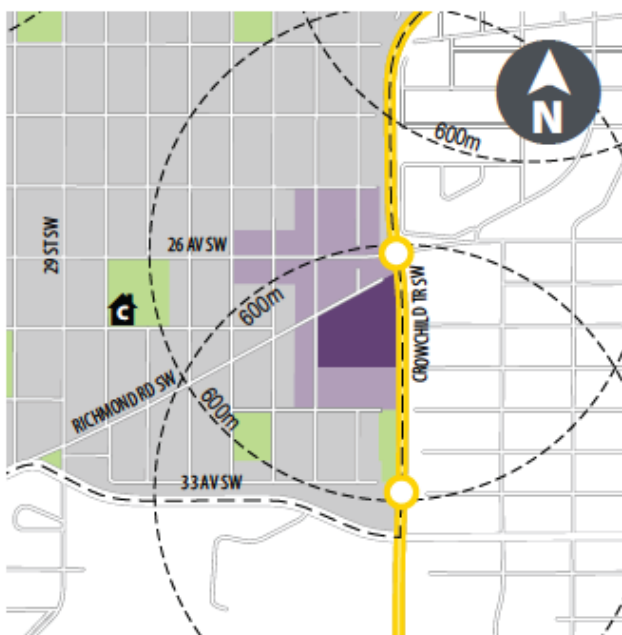 600m
N
29 ST SW
26 AV SW
600m
C
CROWCHILD TR SW
RICHMOND RD SW
600m
33 AV SW